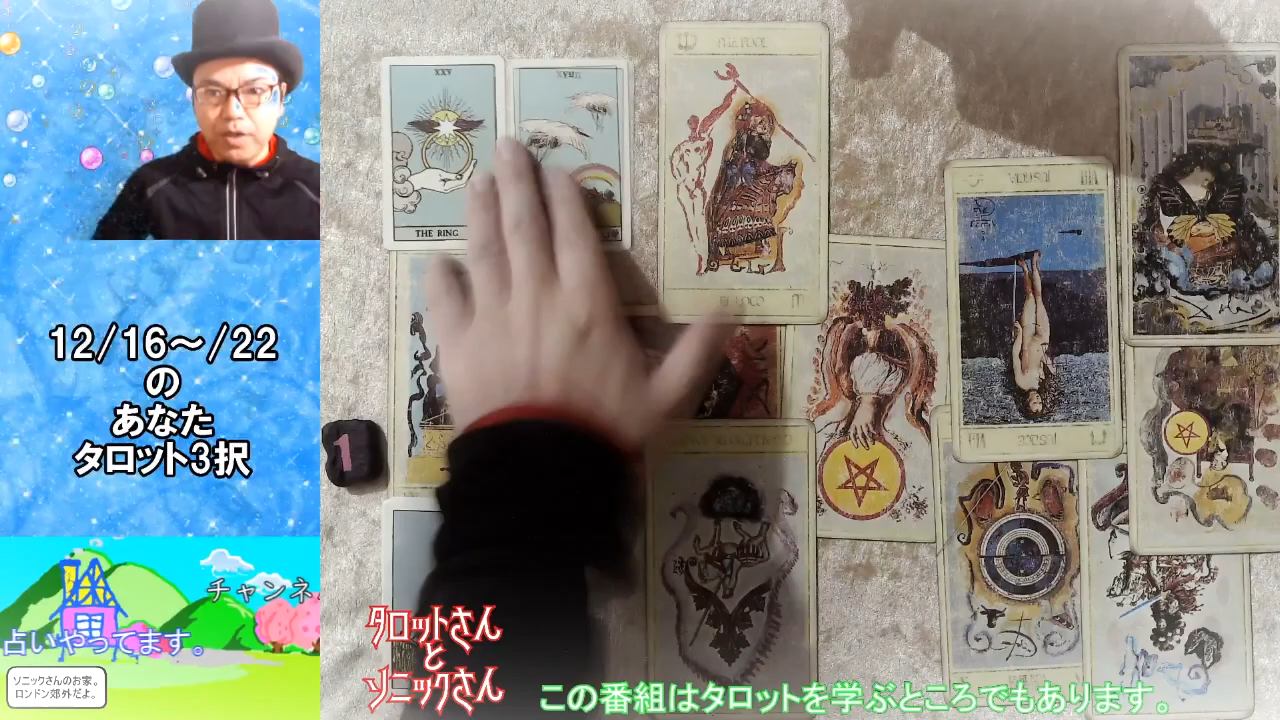 12/16～/22
の
あなた
タロット3択
チャンネ
占いやってます。
ソニックさんのお家。
ロンドン郊外だよ。
タロットさん
と
ソニックさん
この番組はタロットを学ぶところでもあります。
XXV
THE RING
XVIII
THE FOOL
EL LOCO
1